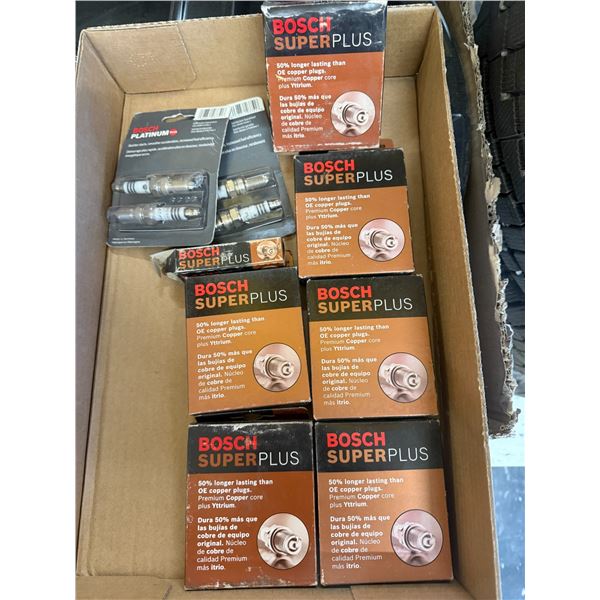 BOSCH
SUPERPLUS
50% longer lasting than
OE copper plugs.
Premium Copper core
plus Yttrium.
Dura 50% más que
las bujías de
cobre de equipo
original. Núcleo
de cobre de
calidad Premium
más itrio.
BOSCH
PLATINUM
BOSCH
SUPERPLUS
50% longer lasting than
OE copper plugs.
Premium Copper core
plus Yttrium.
Dura 50% más que
las bujías de
cobre de equipo
original. Núcleo
de cobre de
calidad Premium
más itrio.
BOSCH
SUPERPLUS
BOSCH
SUPERPLUS
50% longer lasting than
OE copper plugs.
Premium Copper core
plus Yttrium.
Dura 50% más que
las bujías de
cobre de equipo
original. Núcleo
de cobre de
calidad Premium
más itrio.
BOSCH
SUPERPLUS
50% longer lasting than
OE copper plugs.
Premium Copper core
plus Yttrium.
Dura 50% más que
las bujías de
cobre de equipo
original. Núcleo
de cobre de
calidad Premium
más itrio.
BOSCH
SUPERPLUS
50% longer lasting than
OE copper plugs.
Premium Copper core
plus Yttrium.
Dura 50% más que
las bujías de
cobre de equipo
original. Núcleo
de cobre de
calidad Premium
más itrio.
BOSCH
SUPERPLUS
50% longer lasting than
OE copper plugs.
Premium Copper core
plus Yttrium.
Dura 50% más que
las bujías de
cobre de equipo
original. Núcleo
de cobre de
calidad Premium
más itrio.